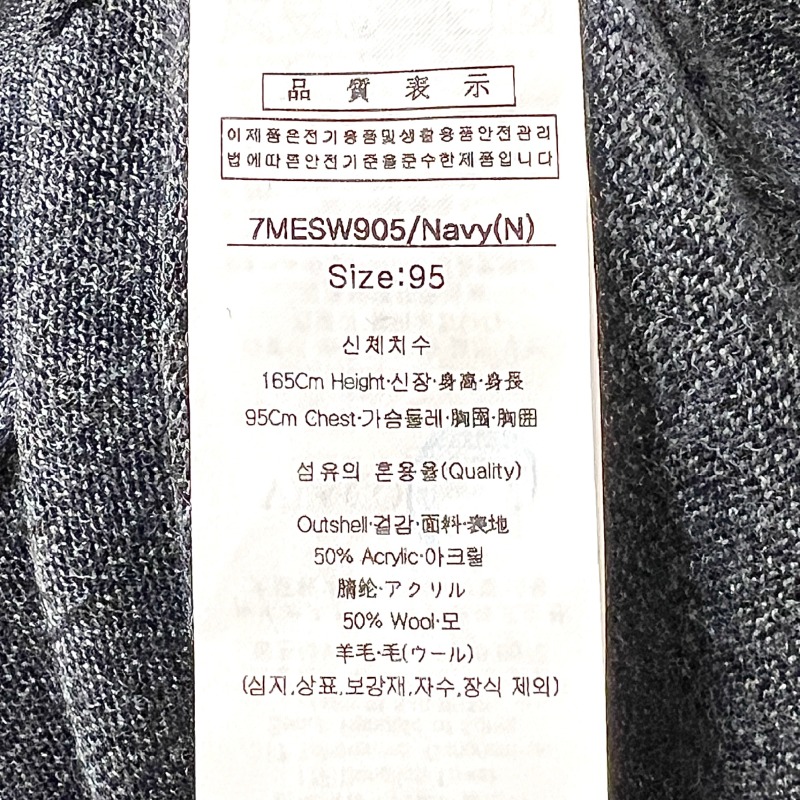 品質表示
이제품은전기용품및생활용품안전관리
법에따른안전기준을준수한제품입니다
7MESW905/Navy(N)
Size:95
신체치수
165Cm Height·신장·身高·身長
95Cm Chest·가슴둘레·胸围·胸囲
섬유의 혼용율(Quality)
Outshell·겉감·面料·表地
50% Acrylic·아크릴
腈纶·アクリル
50% Wool·모
羊毛·毛(ウール)
(심지,상표,보강재,자수,장식 제외)